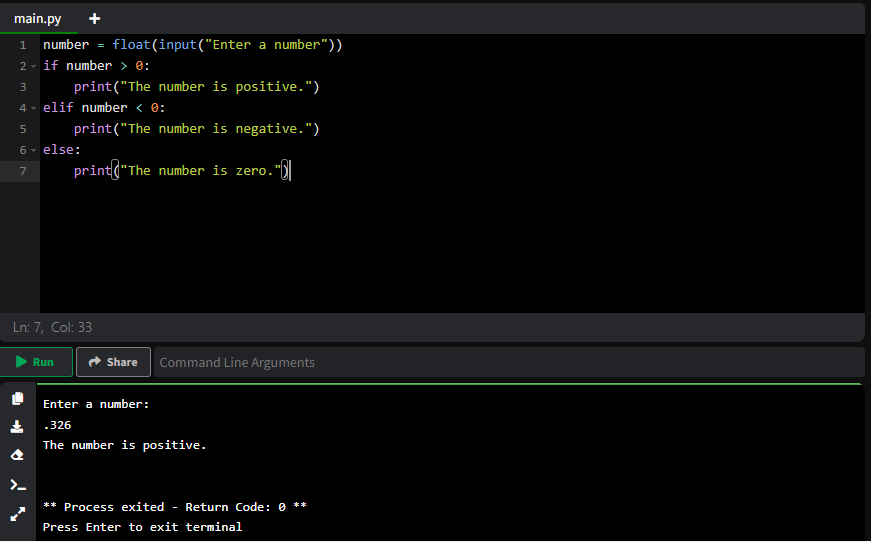 main.py +
1 number = float(input("Enter a number"))
2 if number > 0:
3     print("The number is positive.")
4 elif number < 0:
5     print("The number is negative.")
6 else:
7     print("The number is zero.")
Ln: 7, Col: 33
Run Share Command Line Arguments
Enter a number:
.326
The number is positive.
** Process exited - Return Code: 0 **
Press Enter to exit terminal